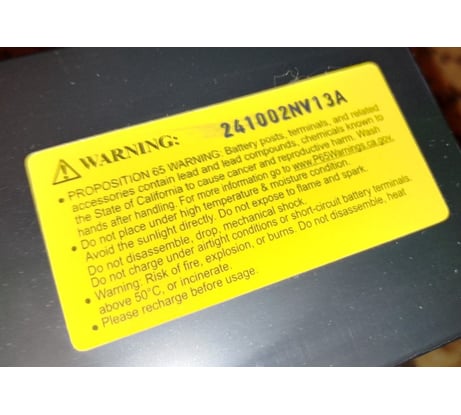 241002NV13A
⚠ WARNING:
• PROPOSITION 65 WARNING: Battery posts, terminals, and related
accessories contain lead and lead compounds, chemicals known to
the State of California to cause cancer and reproductive harm. Wash
hands after handling. For more information go to www.P65Warnings.ca.gov.
• Do not place under high temperature & moisture condition.
Avoid the sunlight directly. Do not expose to flame and spark.
Do not disassemble, drop, mechanical shock.
Do not charge under airtight conditions or short-circuit battery terminals.
• Warning: Risk of fire, explosion, or burns. Do not disassemble, heat
above 50°C, or incinerate.
• Please recharge before usage.